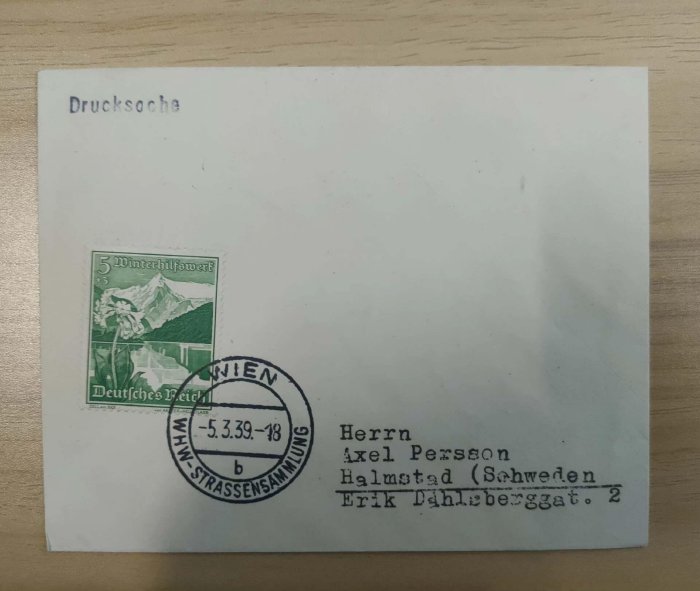 Drucksache
5
+3
Winterhilfswerk
Deutsches Reich
WIEN
-5.3.39.-18
b
WHW-STRASSENSAMMLUNG
Herrn
Axel Persson
Halmstad (Schweden
Erik Dahlsberggat. 2